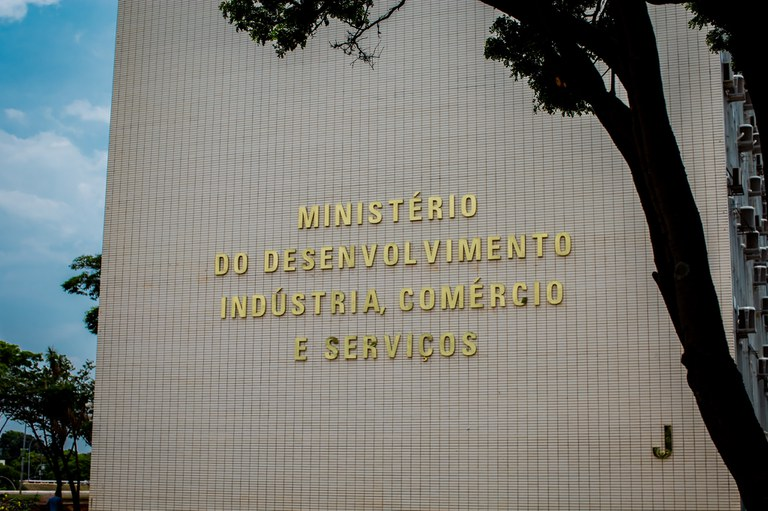 MINISTÉRIO
DO DESENVOLVIMENTO
INDÚSTRIA, COMÉRCIO
E SERVIÇOS
J